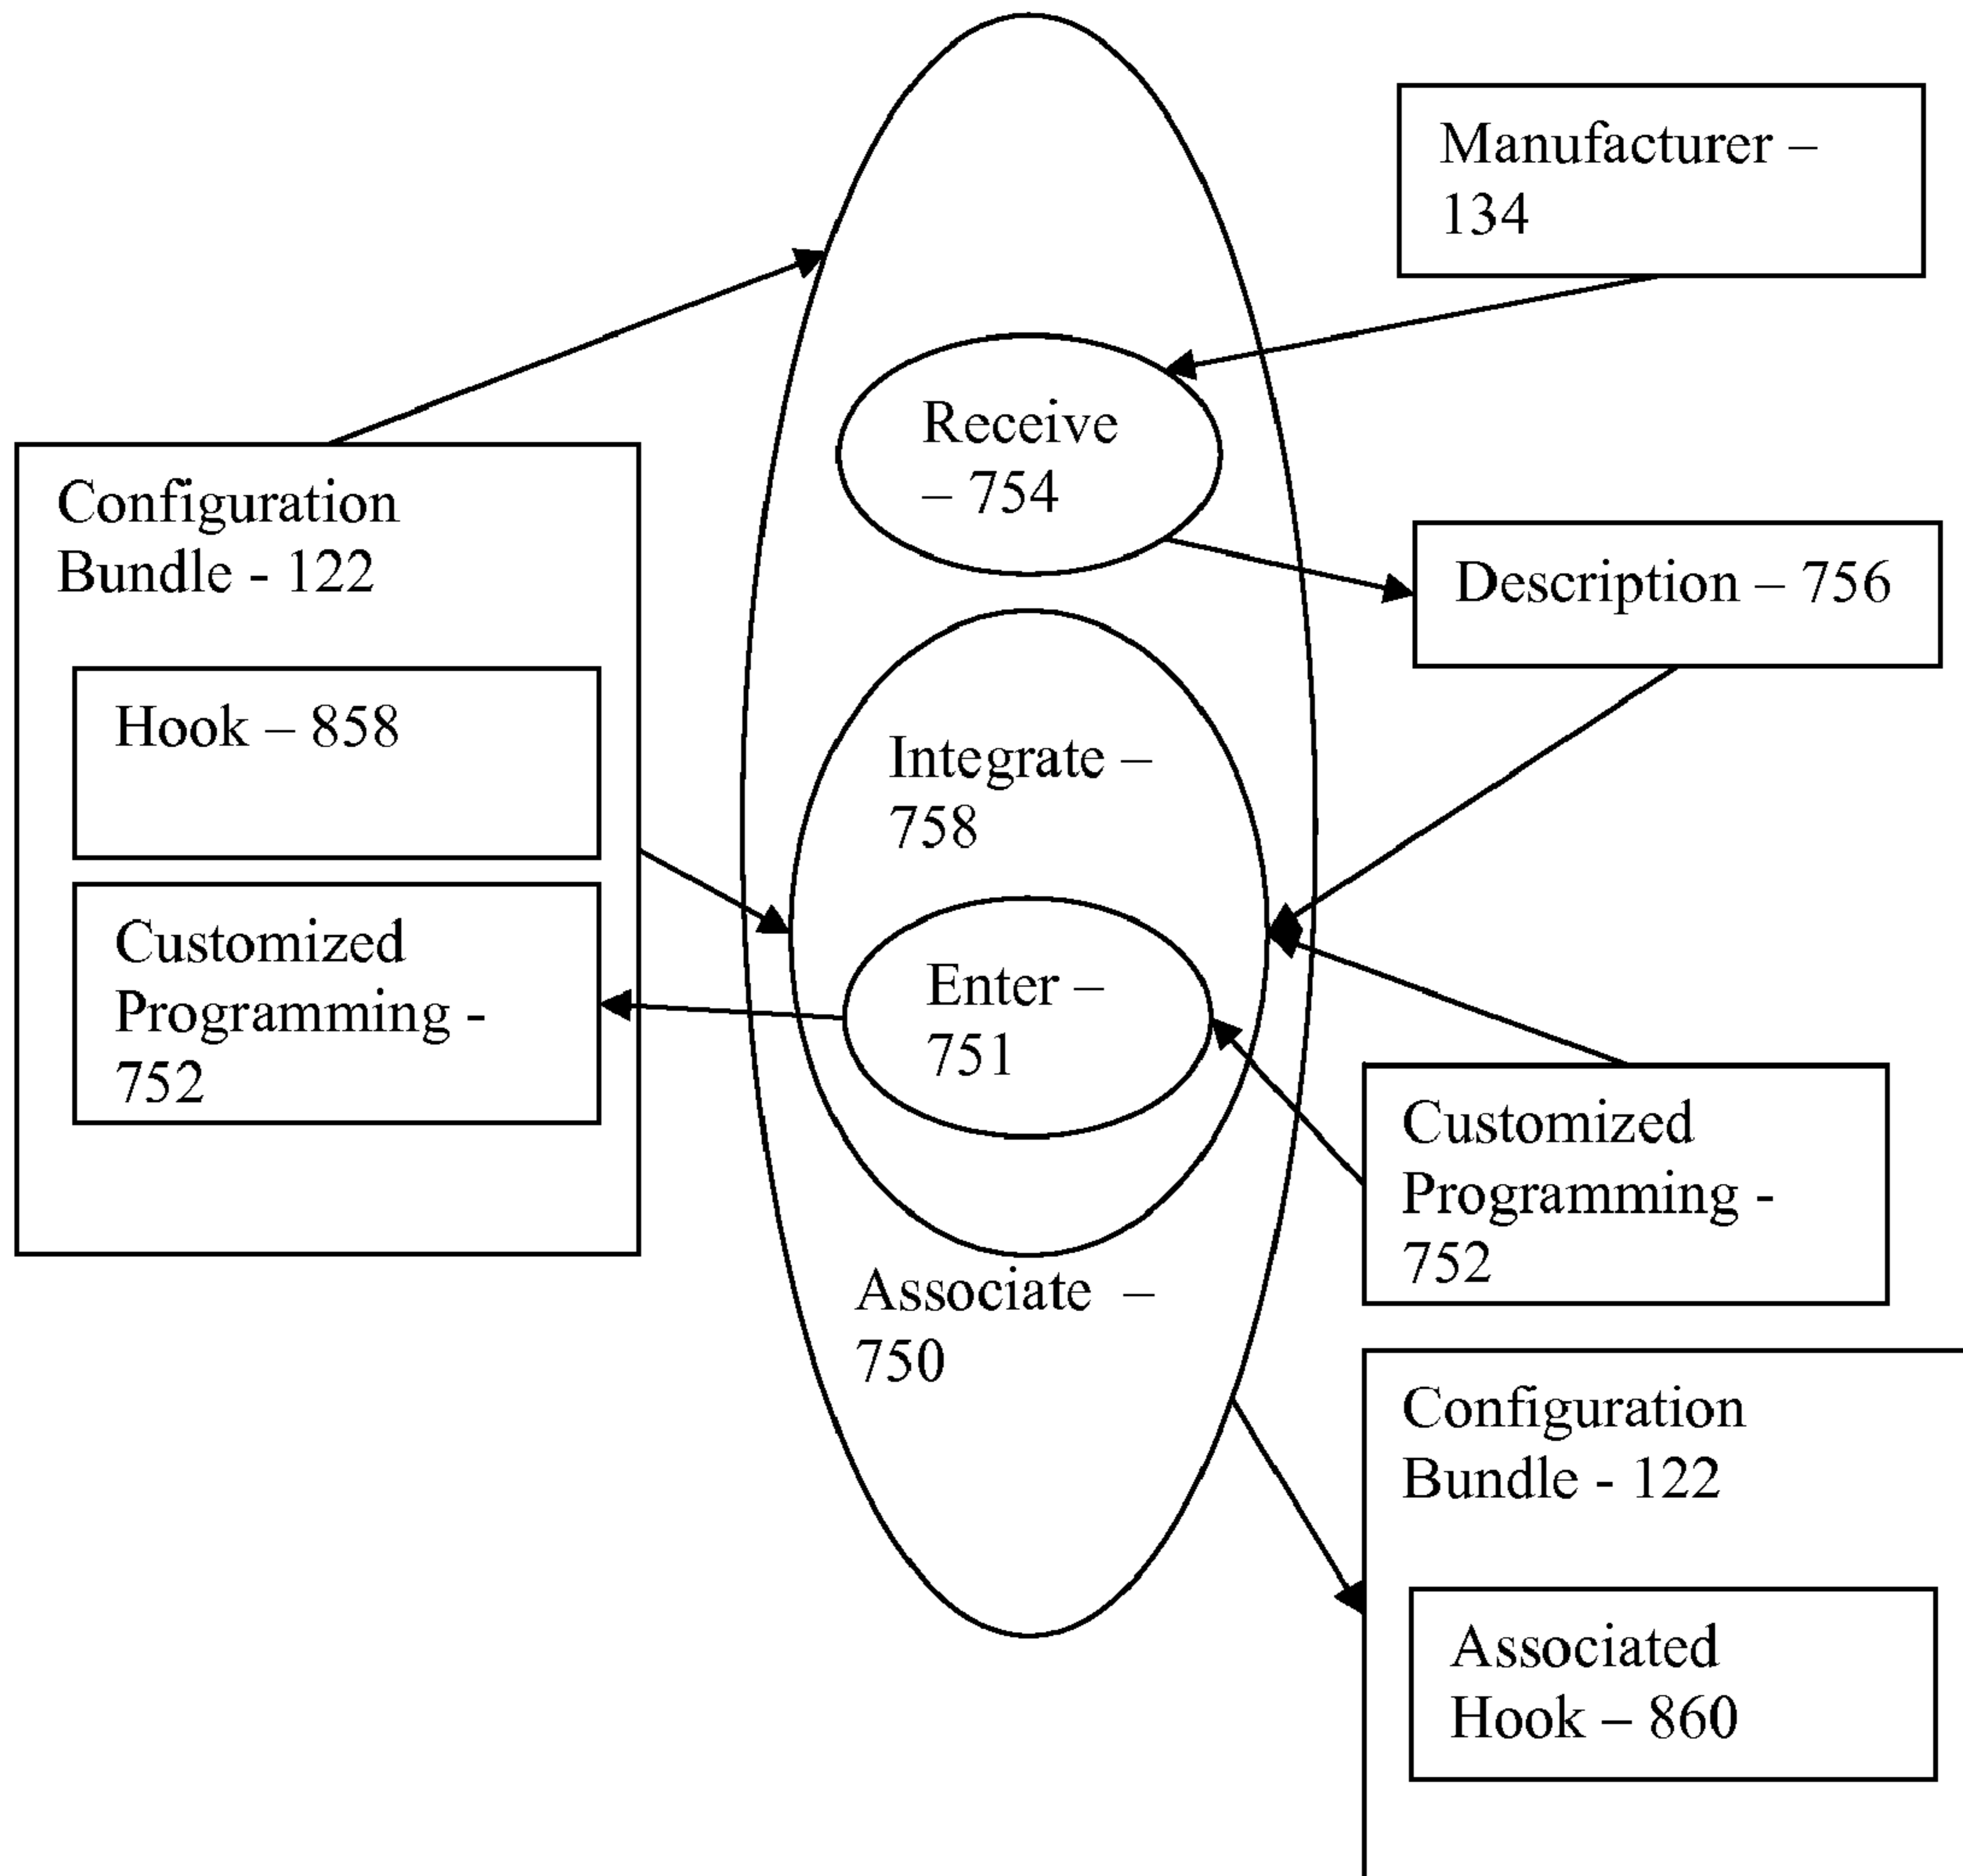 Manufacturer –
134
Receive
– 754
Configuration
Bundle - 122
Description – 756
Hook – 858
Integrate –
758
Customized
Programming -
752
Enter –
751
Customized
Programming -
752
Associate –
750
Configuration
Bundle - 122
Associated
Hook – 860